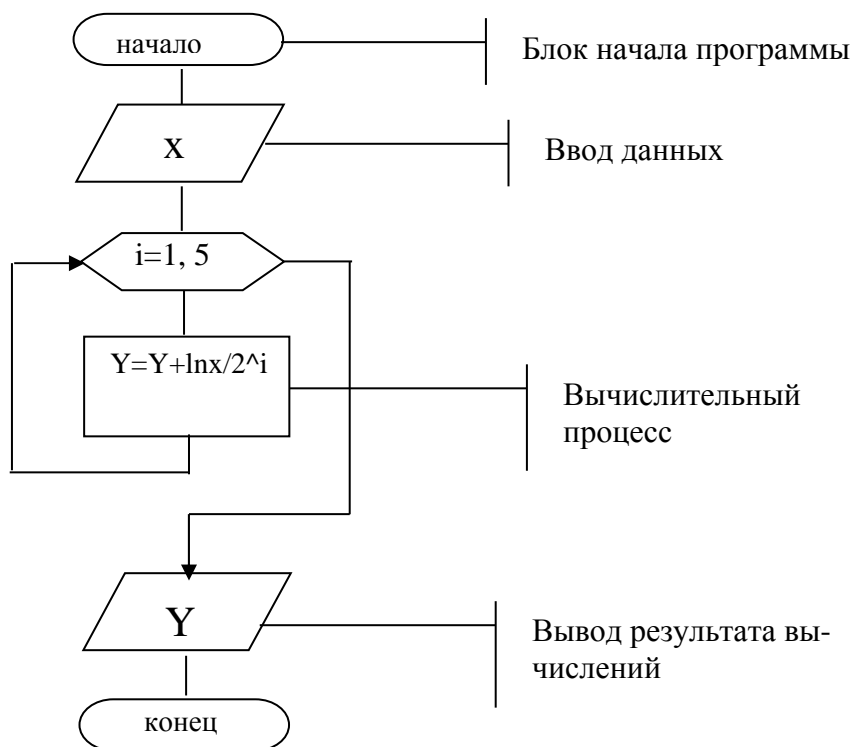 начало
Блок начала программы
x
Ввод данных
i=1, 5
Y=Y+lnx/2^i
Вычислительный
процесс
Y
Вывод результата вы-
числений
конец